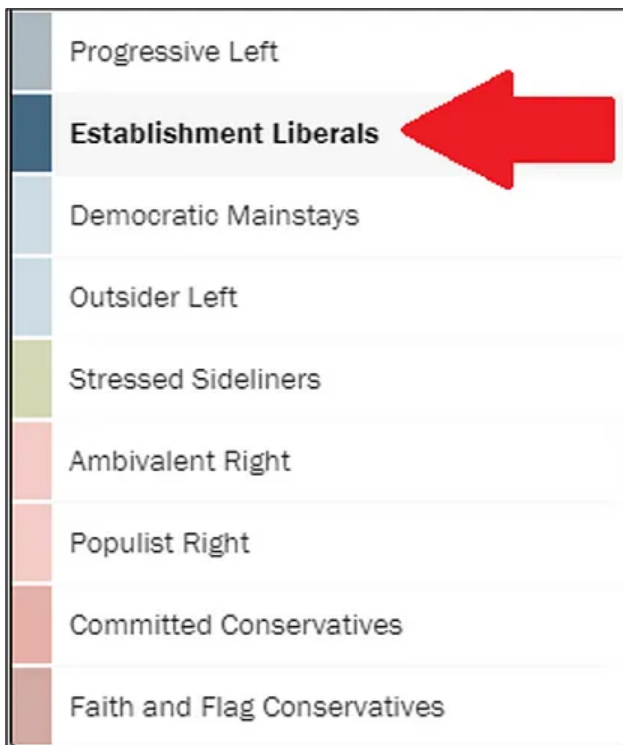 Progressive Left
Establishment Liberals
Democratic Mainstays
Outsider Left
Stressed Sideliners
Ambivalent Right
Populist Right
Committed Conservatives
Faith and Flag Conservatives